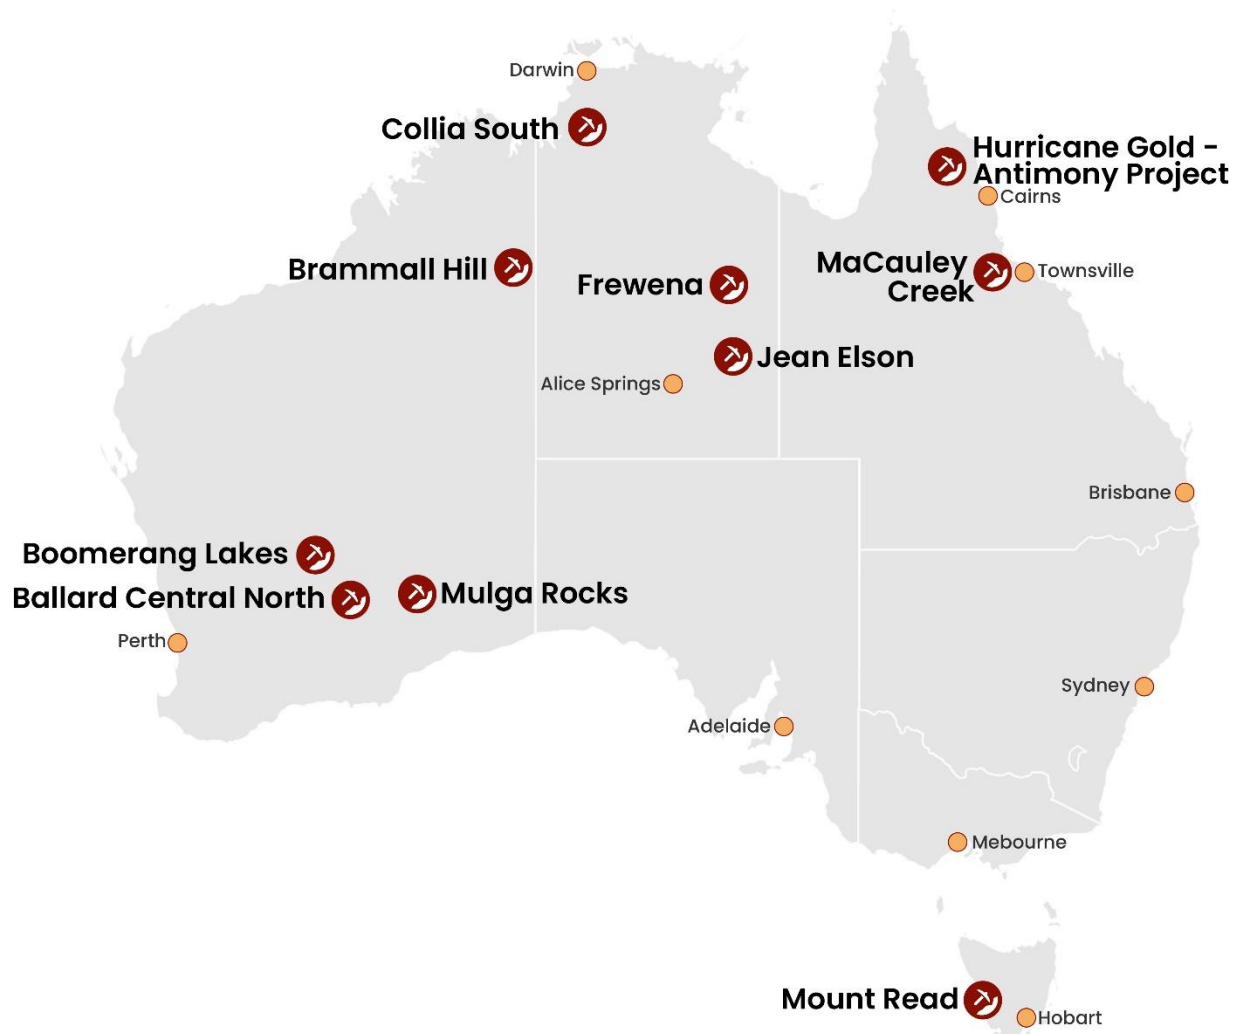 Darwin
Collia South
Hurricane Gold -
Antimony Project
Cairns
Brammall Hill
Frewena
MaCauley
Creek
Townsville
Jean Elson
Alice Springs
Brisbane
Boomerang Lakes
Ballard Central North
Mulga Rocks
Perth
Sydney
Adelaide
Mebourne
Mount Read
Hobart